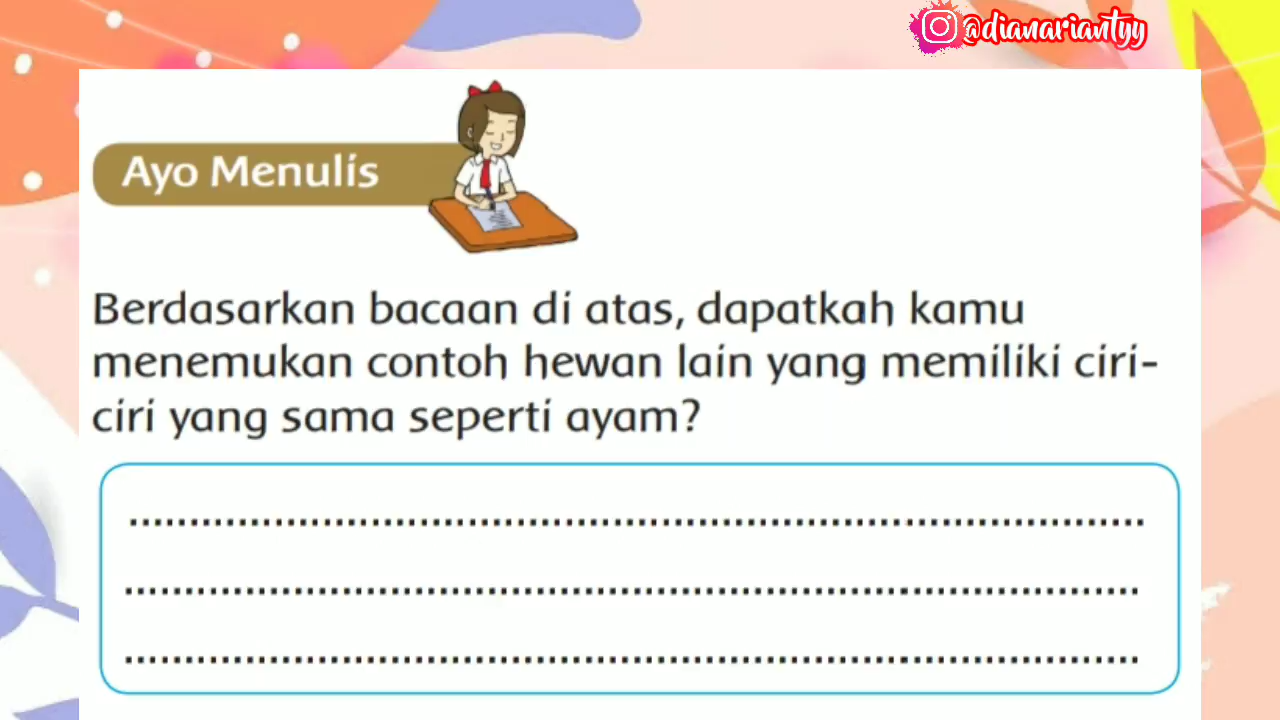 @dianariantyy
Ayo Menulis
Berdasarkan bacaan di atas, dapatkah kamu
menemukan contoh hewan lain yang memiliki ciri-
ciri yang sama seperti ayam?